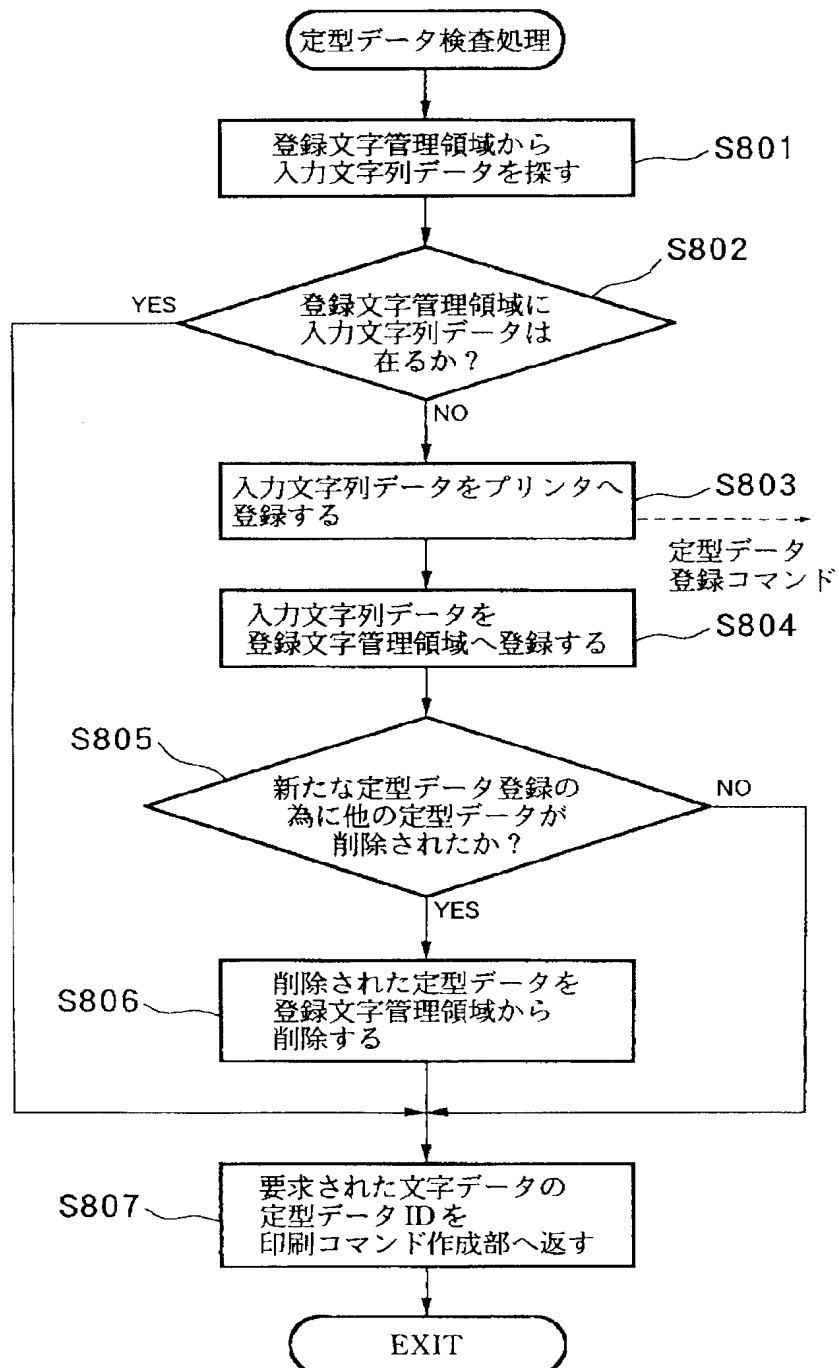 定型データ検査処理
登録文字管理領域から
入力文字列データを探す
S801
S802
YES
登録文字管理領域に
入力文字列データは
在るか？
NO
入力文字列データをプリンタへ
登録する
S803
定型データ
登録コマンド
入力文字列データを
登録文字管理領域へ登録する
S804
S805
新たな定型データ登録の
為に他の定型データが
削除されたか？
NO
YES
S806
削除された定型データを
登録文字管理領域から
削除する
S807
要求された文字データの
定型データIDを
印刷コマンド作成部へ返す
EXIT